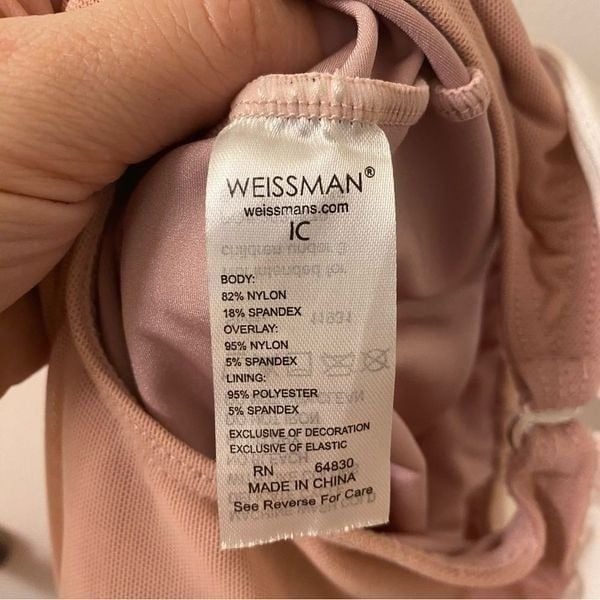 WEISSMAN®
weissmans.com
IC
BODY:
82% NYLON
18% SPANDEX
OVERLAY:
95% NYLON
5% SPANDEX
LINING:
95% POLYESTER
5% SPANDEX
EXCLUSIVE OF DECORATION
EXCLUSIVE OF ELASTIC
RN 64830
MADE IN CHINA
See Reverse For Care